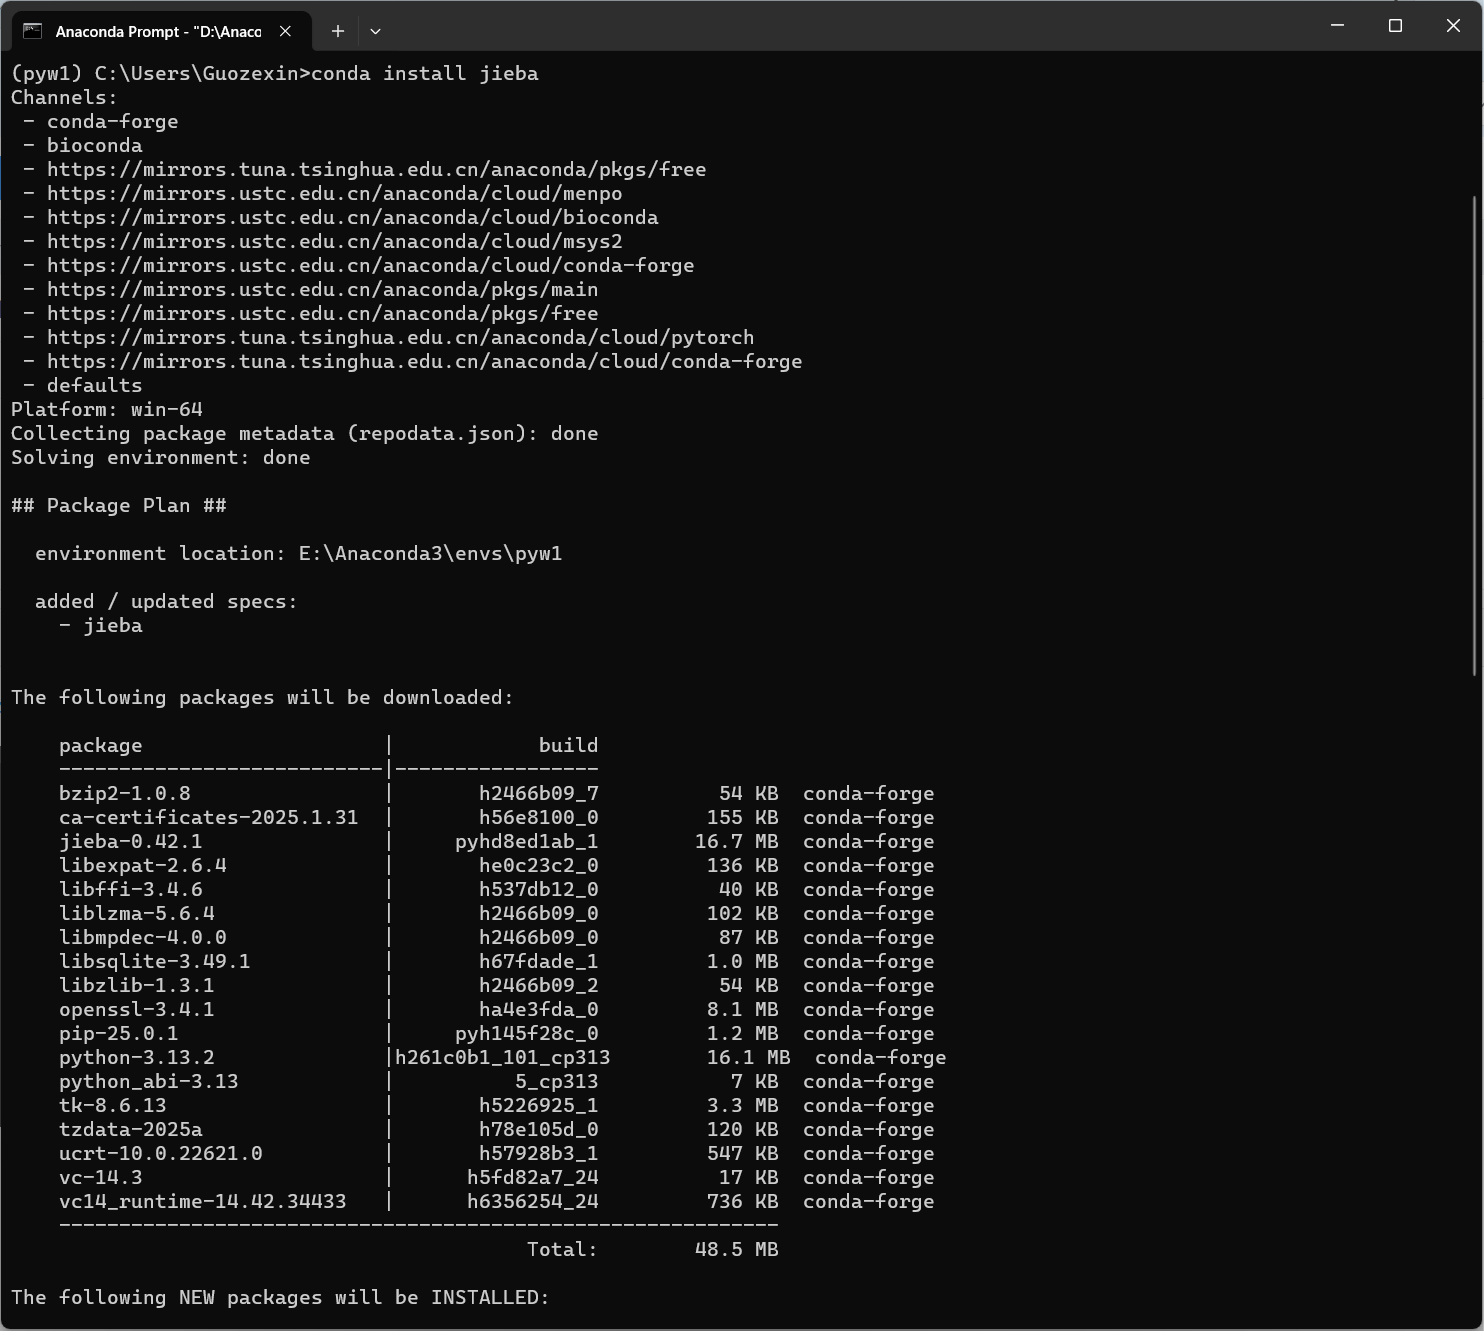 Anaconda Prompt - "D:\Anaco
(pyw1) C:\Users\Guozexin>conda install jieba
Channels:
 - conda-forge
 - bioconda
 - https://mirrors.tuna.tsinghua.edu.cn/anaconda/pkgs/free
 - https://mirrors.ustc.edu.cn/anaconda/cloud/menpo
 - https://mirrors.ustc.edu.cn/anaconda/cloud/bioconda
 - https://mirrors.ustc.edu.cn/anaconda/cloud/msys2
 - https://mirrors.ustc.edu.cn/anaconda/cloud/conda-forge
 - https://mirrors.ustc.edu.cn/anaconda/pkgs/main
 - https://mirrors.ustc.edu.cn/anaconda/pkgs/free
 - https://mirrors.tuna.tsinghua.edu.cn/anaconda/cloud/pytorch
 - https://mirrors.tuna.tsinghua.edu.cn/anaconda/cloud/conda-forge
 - defaults
Platform: win-64
Collecting package metadata (repodata.json): done
Solving environment: done
## Package Plan ##
  environment location: E:\Anaconda3\envs\pyw1
  added / updated specs:
    - jieba
The following packages will be downloaded:
    package                    |            build
    ---------------------------|-----------------
    bzip2-1.0.8                |       h2466b09_7          54 KB  conda-forge
    ca-certificates-2025.1.31  |       h56e8100_0         155 KB  conda-forge
    jieba-0.42.1               |     pyhd8ed1ab_1        16.7 MB  conda-forge
    libexpat-2.6.4             |       he0c23c2_0         136 KB  conda-forge
    libffi-3.4.6               |       h537db12_0          40 KB  conda-forge
    liblzma-5.6.4              |       h2466b09_0         102 KB  conda-forge
    libmpdec-4.0.0             |       h2466b09_0          87 KB  conda-forge
    libsqlite-3.49.1           |       h67fdade_1         1.0 MB  conda-forge
    libzlib-1.3.1              |       h2466b09_2          54 KB  conda-forge
    openssl-3.4.1              |       ha4e3fda_0         8.1 MB  conda-forge
    pip-25.0.1                 |     pyh145f28c_0         1.2 MB  conda-forge
    python-3.13.2              |h261c0b1_101_cp313        16.1 MB  conda-forge
    python_abi-3.13            |          5_cp313           7 KB  conda-forge
    tk-8.6.13                  |       h5226925_1         3.3 MB  conda-forge
    tzdata-2025a               |       h78e105d_0         120 KB  conda-forge
    ucrt-10.0.22621.0          |       h57928b3_1         547 KB  conda-forge
    vc-14.3                    |      h5fd82a7_24          17 KB  conda-forge
    vc14_runtime-14.42.34433   |      h6356254_24         736 KB  conda-forge
    ------------------------------------------------------------
                                           Total:        48.5 MB
The following NEW packages will be INSTALLED: